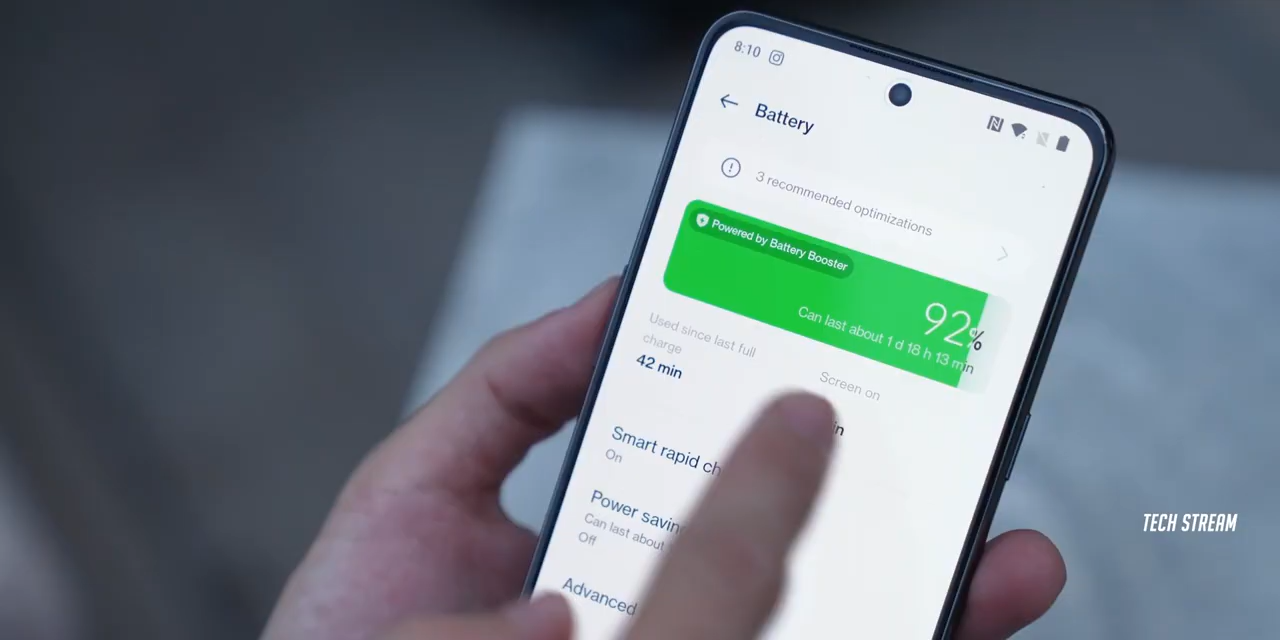 8:10
Battery
3 recommended optimizations
Powered by Battery Booster
92%
Can last about 1 d 18 h 13 min
Used since last full
charge
42 min
Screen on
Smart rapid
On
Power
Can last about
Off
Advanced
TECH STREAM